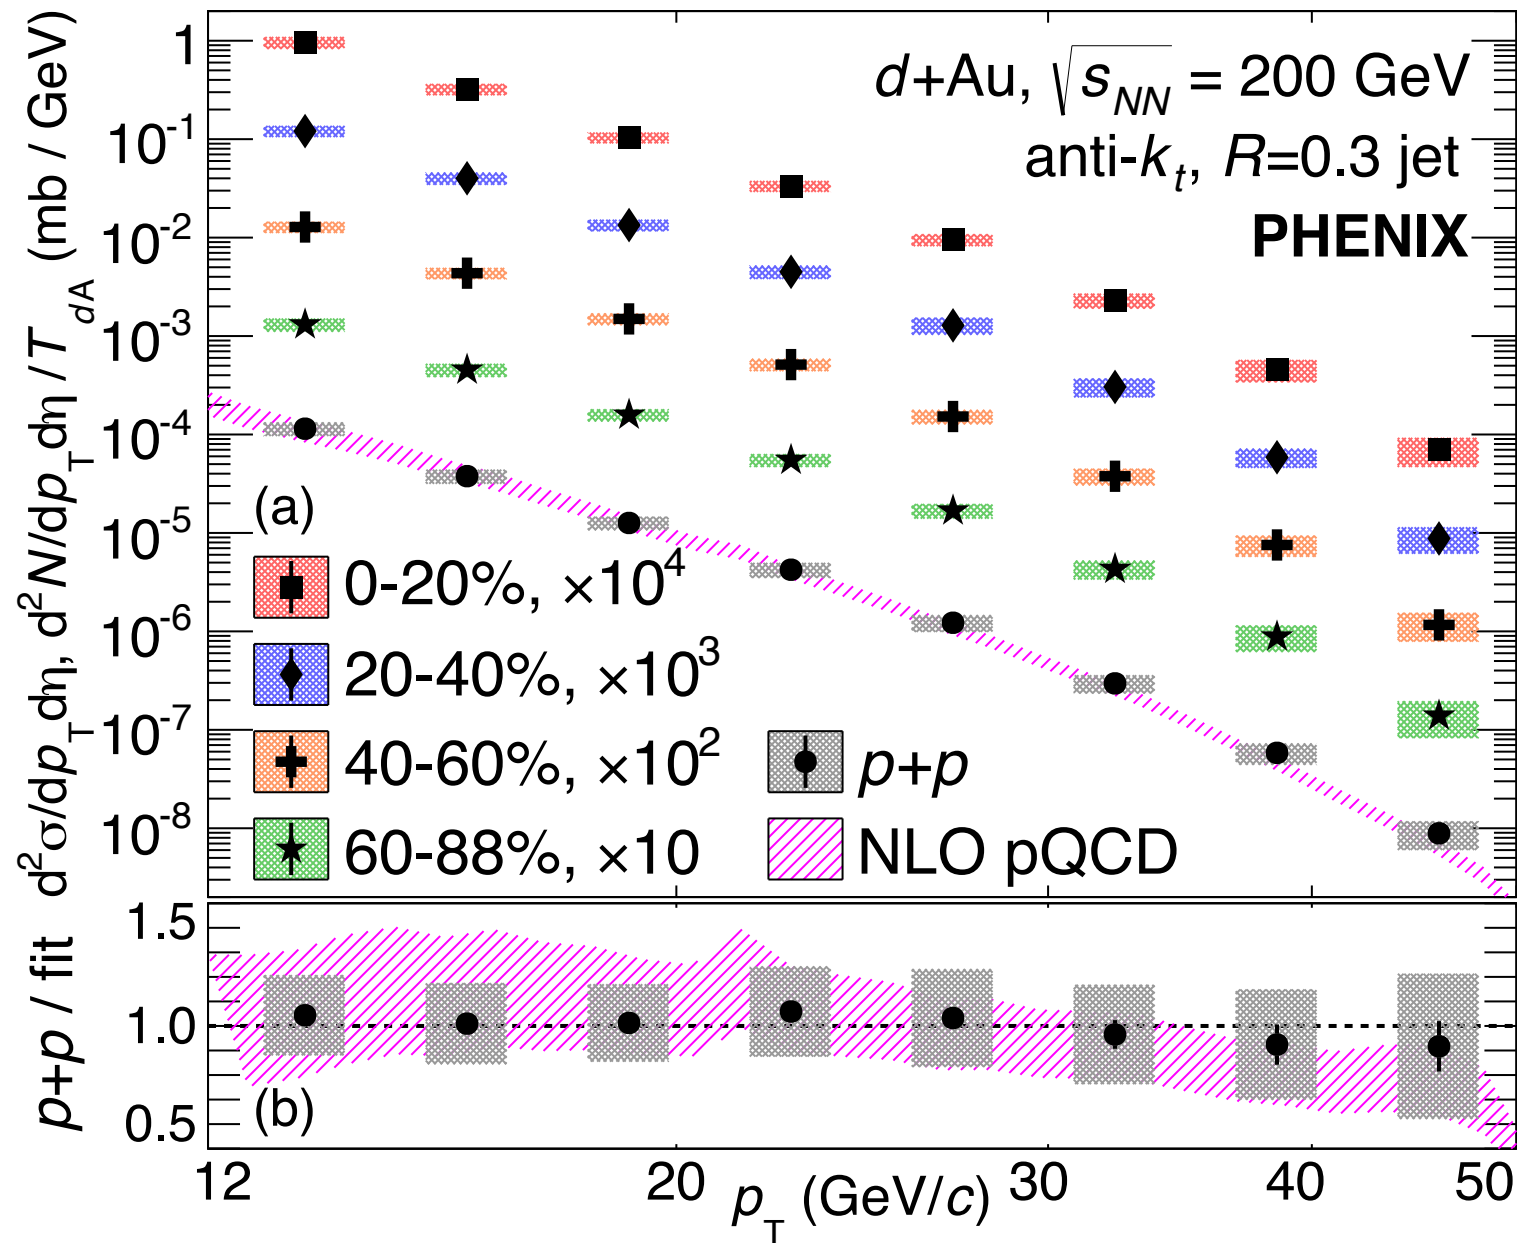 d²σ/dp_T dη, d²N/dp_T dη / T_dA (mb / GeV)
1
10⁻¹
10⁻²
10⁻³
10⁻⁴
10⁻⁵
10⁻⁶
10⁻⁷
10⁻⁸
d+Au, √s_NN = 200 GeV
anti-k_t, R=0.3 jet
PHENIX
(a)
0-20%, ×10⁴
20-40%, ×10³
40-60%, ×10²
60-88%, ×10
p+p
NLO pQCD
p+p / fit
1.5
1.0
0.5
(b)
12 20 30 40 50
p_T (GeV/c)